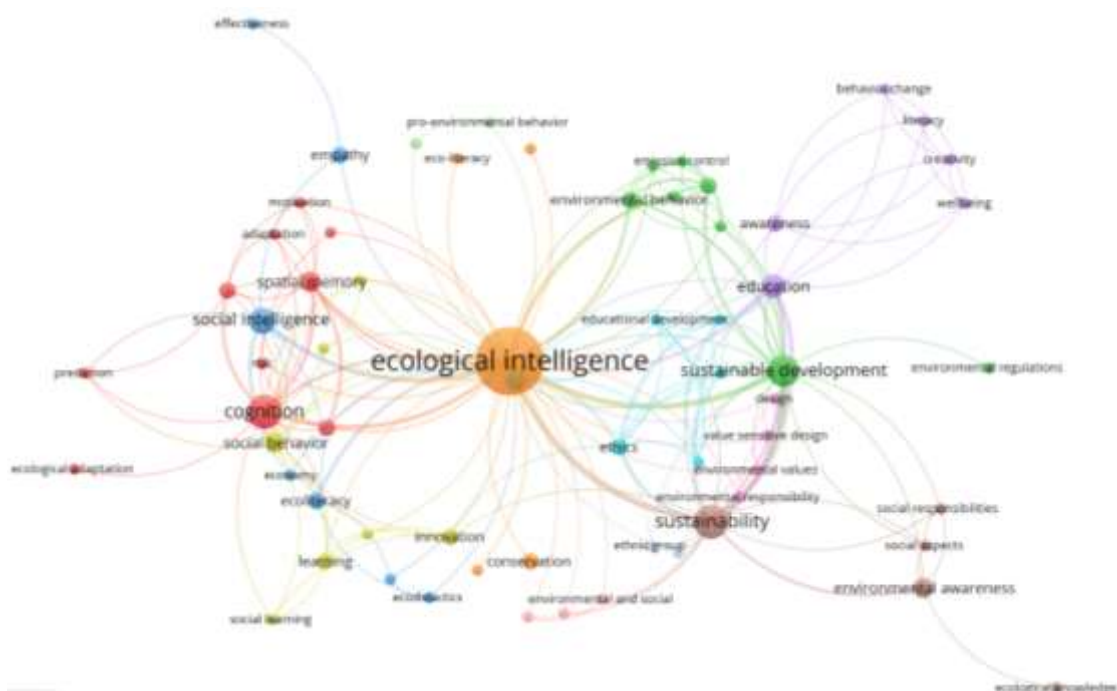 effectiveness
behavior change
literacy
pro-environmental behavior
empathy
eco-literacy
emission control
creativity
motivation
environmental behavior
wellbeing
adaptation
awareness
spatial memory
education
social intelligence
educational development
ecological intelligence
prediction
sustainable development
environmental regulations
design
cognition
value sensitive design
social behavior
ethics
ecological adaptation
economy
environmental values
ecoliteracy
environmental responsibility
social responsibilities
sustainability
innovation
ethnic group
social aspects
learning
conservation
environmental awareness
ecodidactics
environmental and social
social learning
ecological knowledge